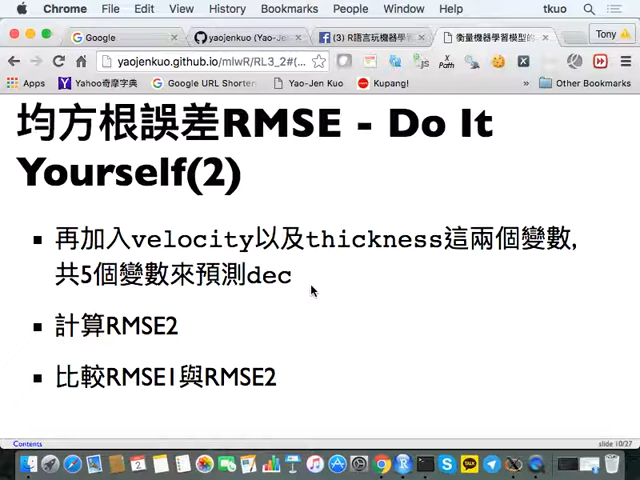 Chrome File Edit View History Bookmarks People Window Help tkuo
Google yaojenkuo (Yao-Jen (3) R語言玩機器學習 衡量機器學習模型的 Tony
yaojenkuo.github.io/mlwR/RL3_2#(
Apps Yahoo奇摩字典 Google URL Shorten Yao-Jen Kuo Kupang! » Other Bookmarks
均方根誤差RMSE - Do It
Yourself(2)
再加入velocity以及thickness這兩個變數,
共5個變數來預測dec
計算RMSE2
比較RMSE1與RMSE2
Contents slide 10/27